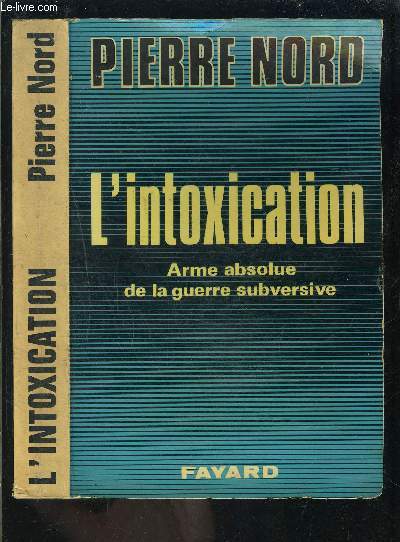 Le-livre.com
PIERRE NORD
L'intoxication
Arme absolue
de la guerre subversive
FAYARD
L'INTOXICATION Pierre Nord